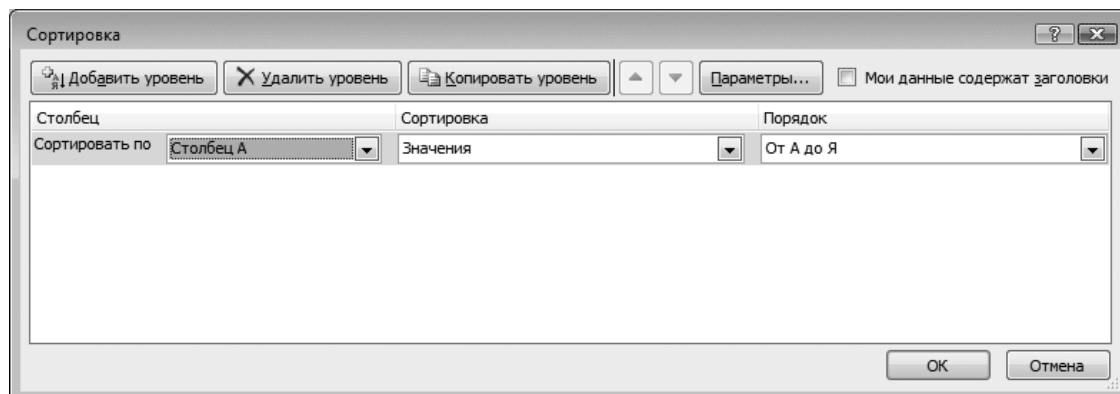 Сортировка
Добавить уровень Удалить уровень Копировать уровень Параметры... Мои данные содержат заголовки
Столбец Сортировка Порядок
Сортировать по Столбец A Значения От А до Я
ОК Отмена